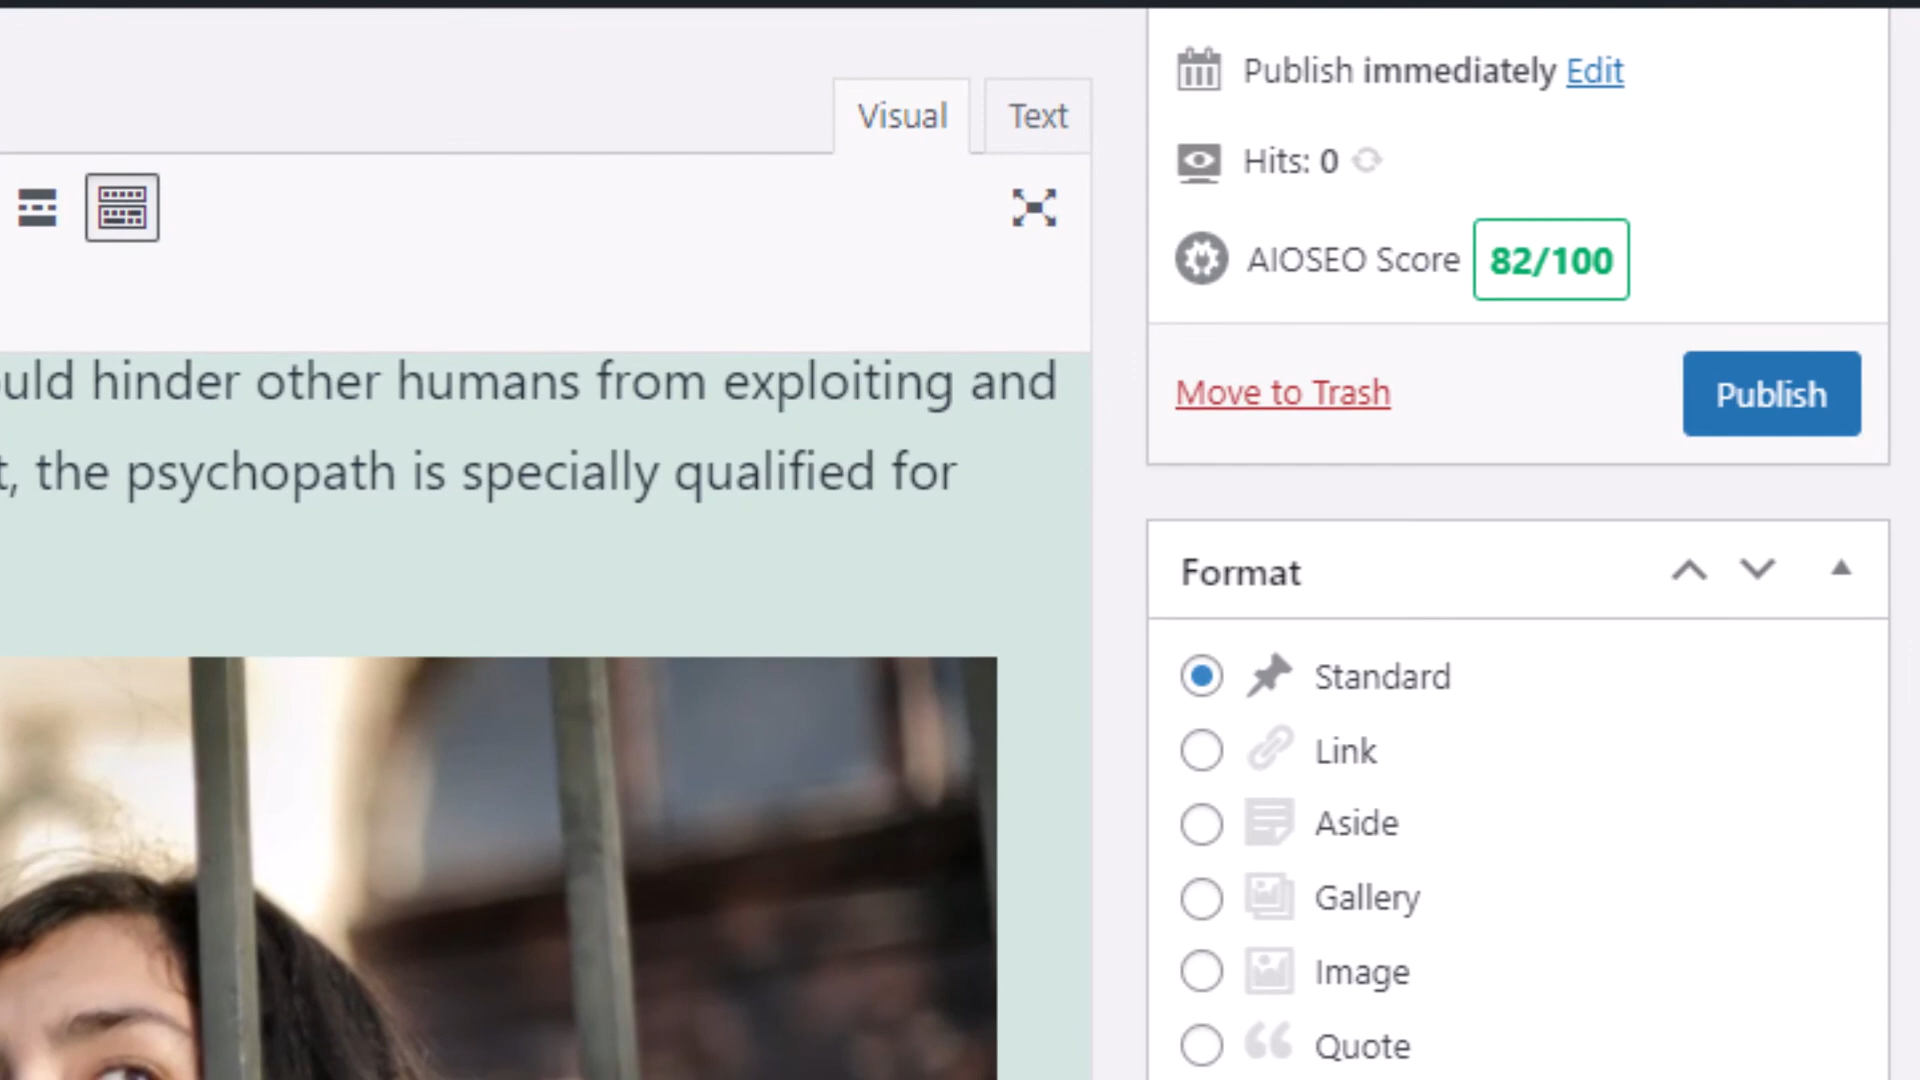 Visual
Text
uld hinder other humans from exploiting and
t, the psychopath is specially qualified for
Publish immediately Edit
Hits: 0
AIOSEO Score 82/100
Move to Trash
Publish
Format
Standard
Link
Aside
Gallery
Image
Quote